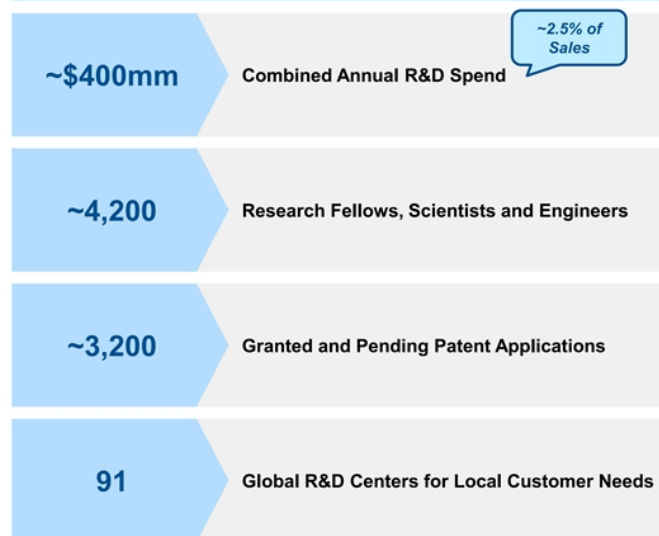 ~2.5% of
Sales
~$400mm
Combined Annual R&D Spend
~4,200
Research Fellows, Scientists and Engineers
~3,200
Granted and Pending Patent Applications
91
Global R&D Centers for Local Customer Needs